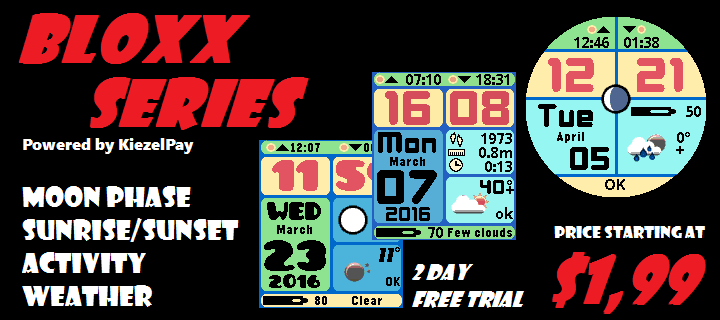 BLOXX
SERIES
Powered by KiezelPay
MOON PHASE
SUNRISE/SUNSET
ACTIVITY
WEATHER
12:07
11
WED
March
23
2016
11°
OK
80 Clear
07:10 18:31
16 08
Mon
March
07
2016
1973
0.8m
0:13
40°+
ok
70 Few clouds
12:46 01:38
12 21
Tue
April
05
50
0°
+
OK
2 DAY
FREE TRIAL
PRICE STARTING AT
$1,99